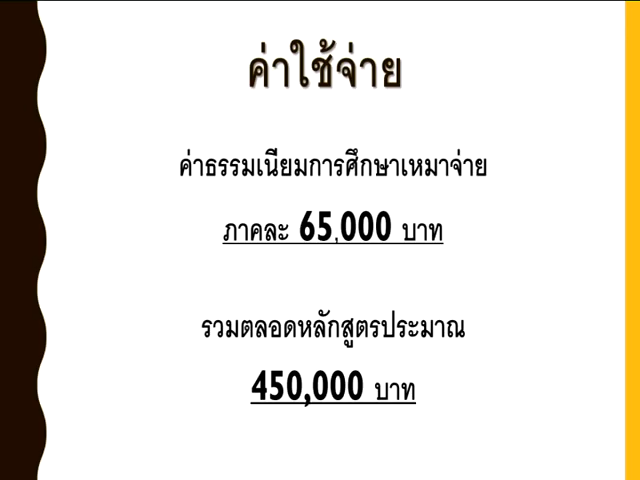 ค่าใช้จ่าย
ค่าธรรมเนียมการศึกษาเหมาจ่าย
ภาคละ 65,000 บาท
รวมตลอดหลักสูตรประมาณ
450,000 บาท